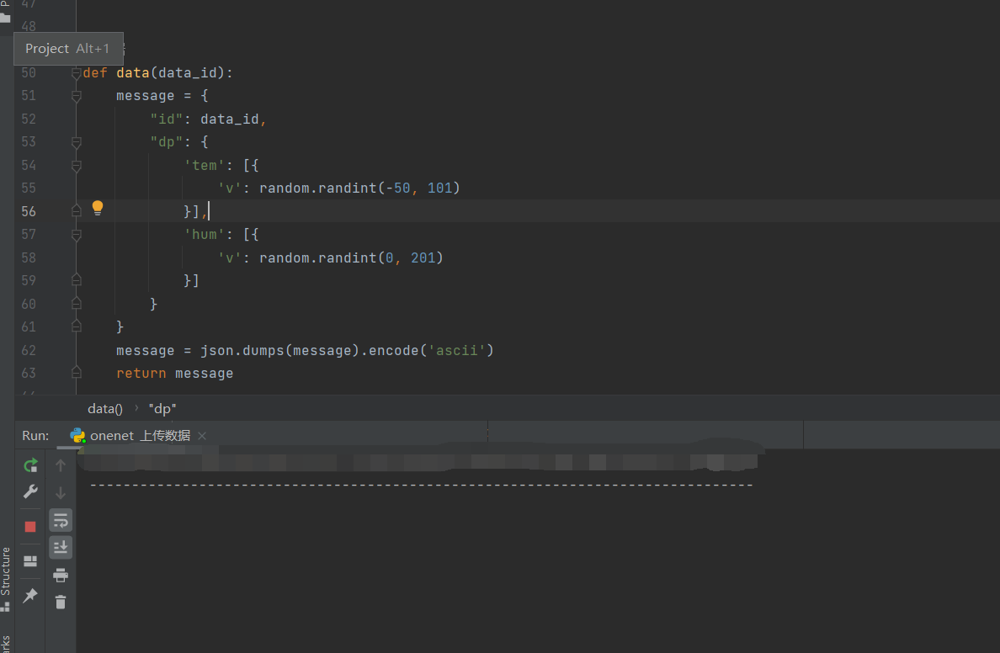 47
48
Project Alt+1
50 def data(data_id):
51 message = {
52 "id": data_id,
53 "dp": {
54 'tem': [{
55 'v': random.randint(-50, 101)
56 }],
57 'hum': [{
58 'v': random.randint(0, 201)
59 }]
60 }
61 }
62 message = json.dumps(message).encode('ascii')
63 return message
data() › "dp"
Run: onenet 上传数据 ×
-------------------------------------------------------------------------------
Structure